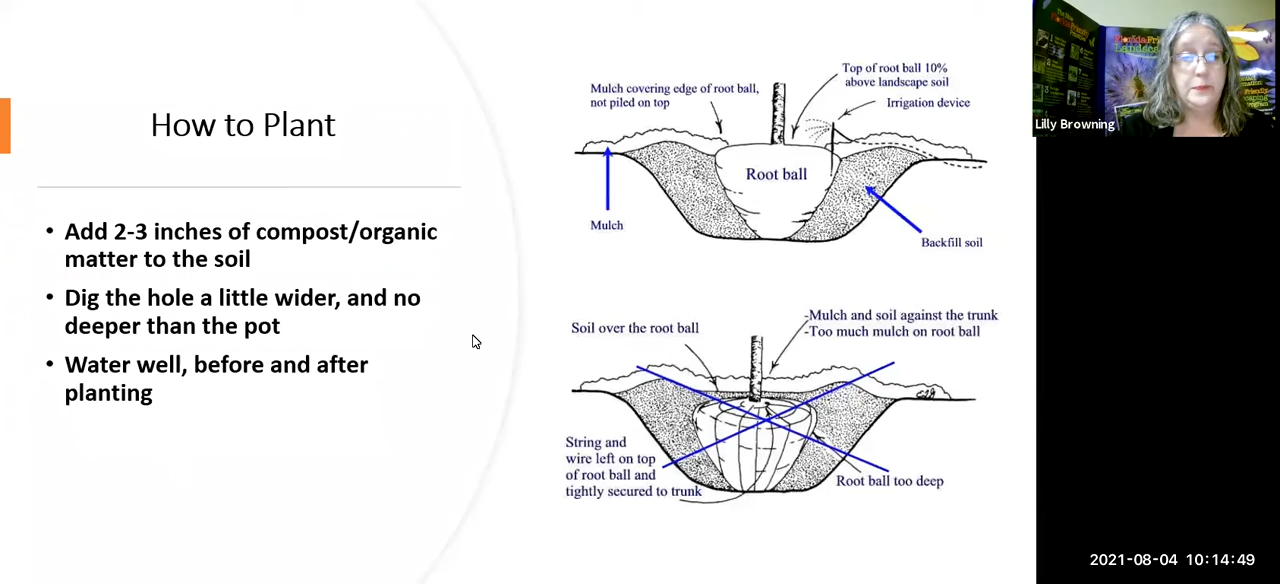 How to Plant
• Add 2-3 inches of compost/organic
matter to the soil
• Dig the hole a little wider, and no
deeper than the pot
• Water well, before and after
planting
Mulch covering edge of root ball,
not piled on top
Top of root ball 10%
above landscape soil
Irrigation device
Root ball
Mulch
Backfill soil
Soil over the root ball
-Mulch and soil against the trunk
-Too much mulch on root ball
String and
wire left on top
of root ball and
tightly secured to trunk
Root ball too deep
Lilly Browning
2021-08-04 10:14:49